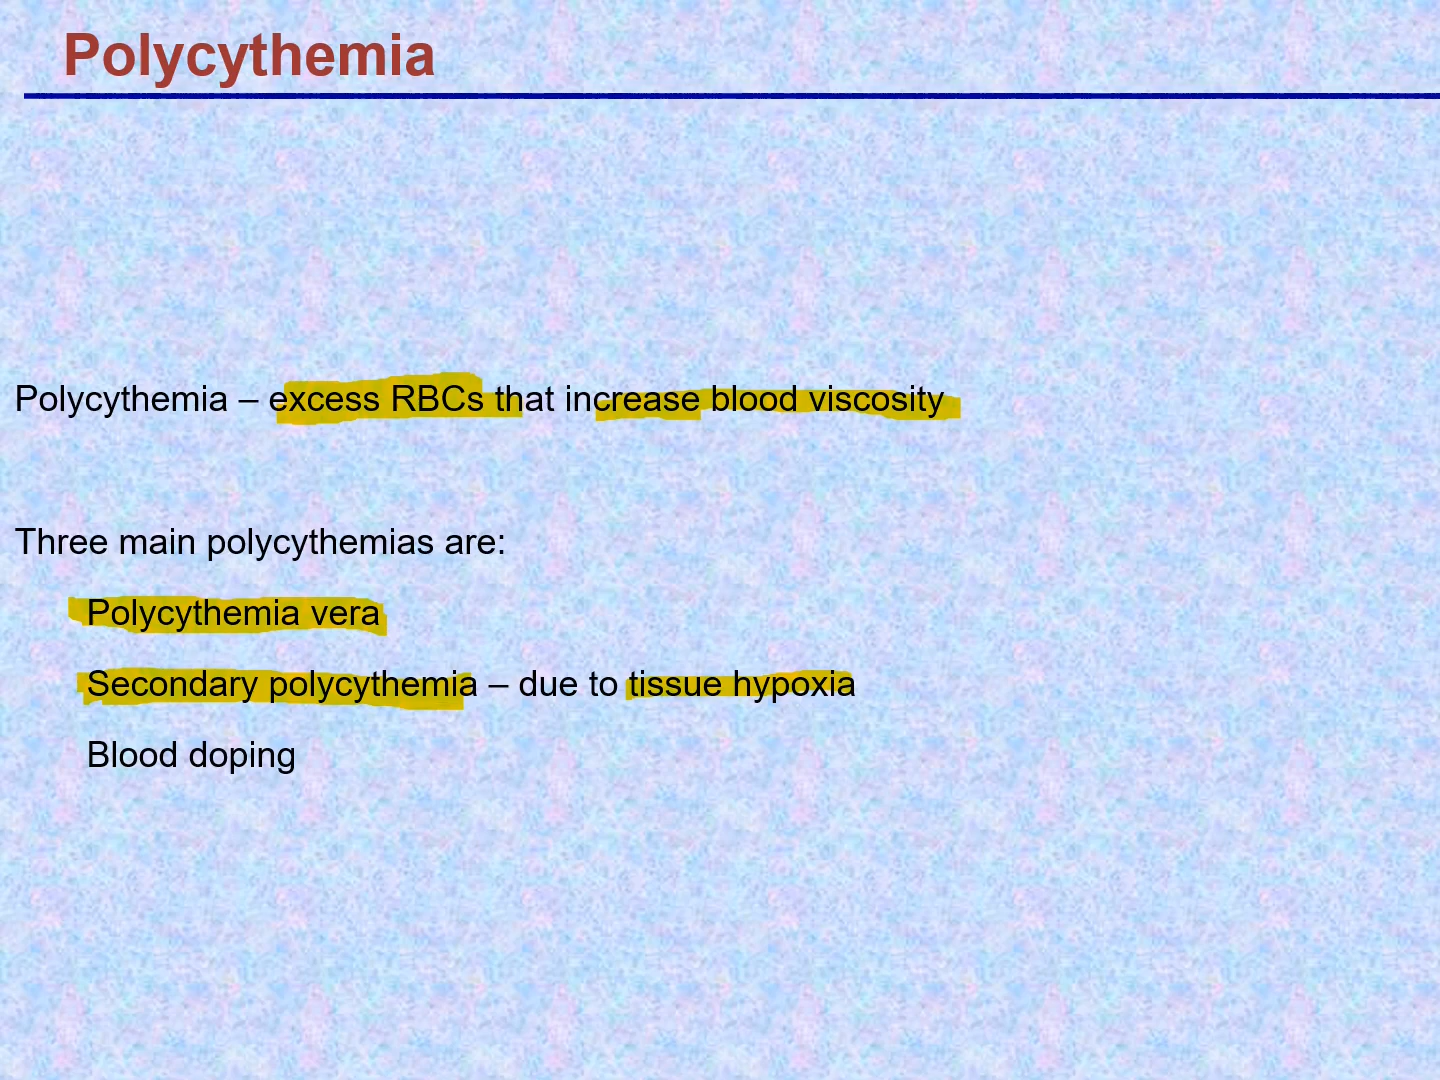 Polycythemia
Polycythemia – excess RBCs that increase blood viscosity
Three main polycythemias are:
Polycythemia vera
Secondary polycythemia – due to tissue hypoxia
Blood doping